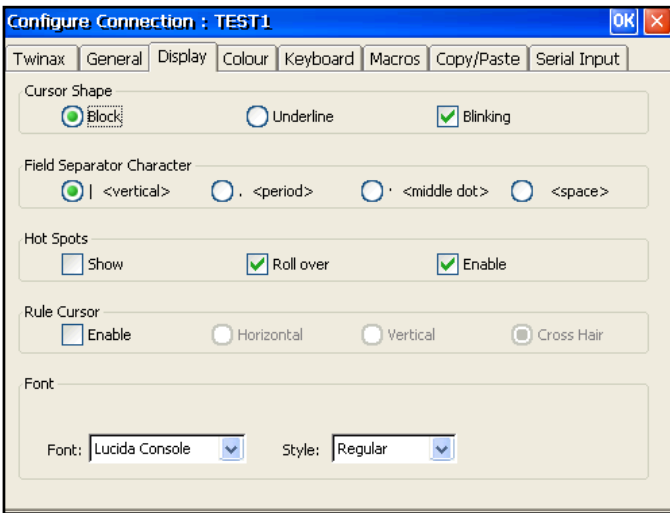 Configure Connection : TEST1 OK
Twinax General Display Colour Keyboard Macros Copy/Paste Serial Input
Cursor Shape
Block Underline Blinking
Field Separator Character
| <vertical> . <period> · <middle dot> <space>
Hot Spots
Show Roll over Enable
Rule Cursor
Enable Horizontal Vertical Cross Hair
Font
Font: Lucida Console Style: Regular